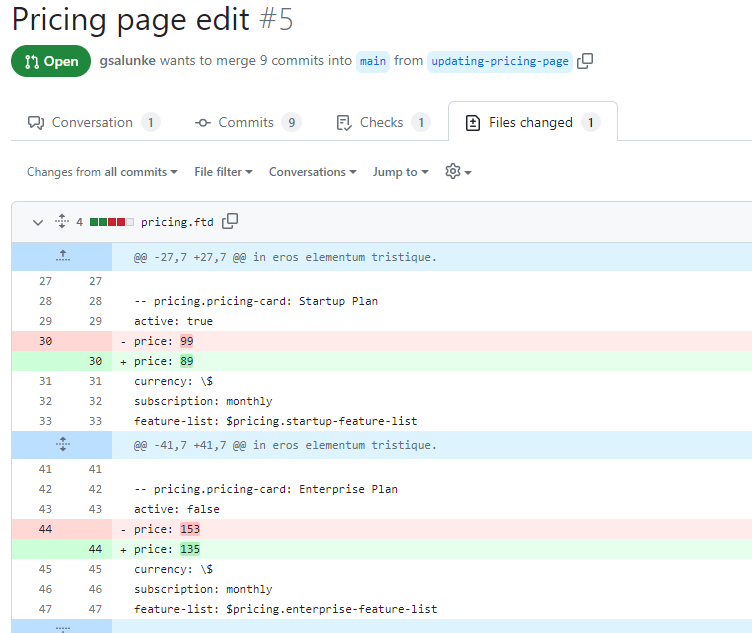 Pricing page edit #5
Open gsalunke wants to merge 9 commits into main from updating-pricing-page
Conversation 1 Commits 9 Checks 1 Files changed 1
Changes from all commits File filter Conversations Jump to
4 pricing.ftd
@@ -27,7 +27,7 @@ in eros elementum tristique.
27 27
28 28 -- pricing.pricing-card: Startup Plan
29 29 active: true
30 - price: 99
30 + price: 89
31 31 currency: \$
32 32 subscription: monthly
33 33 feature-list: $pricing.startup-feature-list
@@ -41,7 +41,7 @@ in eros elementum tristique.
41 41
42 42 -- pricing.pricing-card: Enterprise Plan
43 43 active: false
44 - price: 153
44 + price: 135
45 45 currency: \$
46 46 subscription: monthly
47 47 feature-list: $pricing.enterprise-feature-list